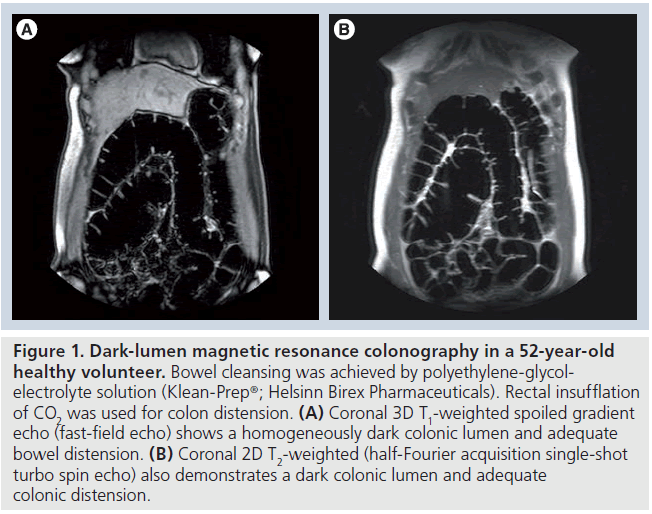 A
B
Figure 1. Dark-lumen magnetic resonance colonography in a 52-year-old
healthy volunteer. Bowel cleansing was achieved by polyethylene-glycol-
electrolyte solution (Klean-Prep®; Helsinn Birex Pharmaceuticals). Rectal insufflation
of CO₂ was used for colon distension. (A) Coronal 3D T₁-weighted spoiled gradient
echo (fast-field echo) shows a homogeneously dark colonic lumen and adequate
bowel distension. (B) Coronal 2D T₂-weighted (half-Fourier acquisition single-shot
turbo spin echo) also demonstrates a dark colonic lumen and adequate
colonic distension.